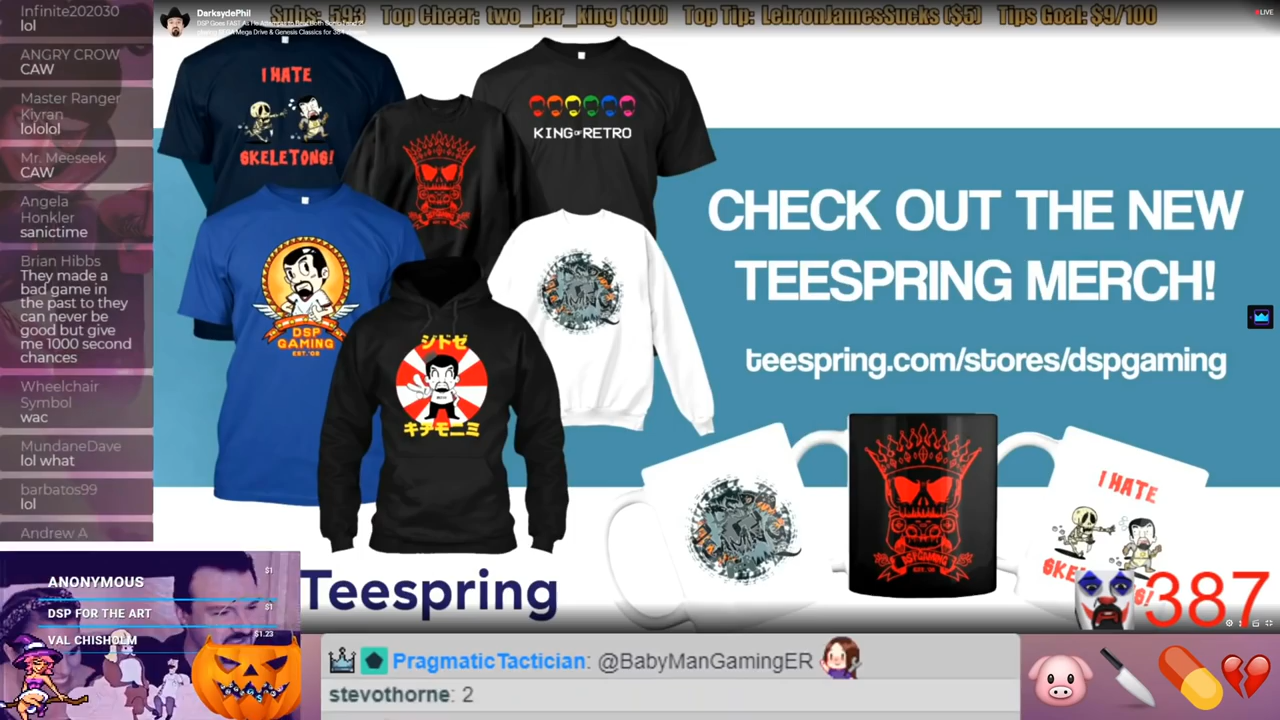 Infinite202030
lol
ANGRY CROW
CAW
Master Ranger
Klyran
lololol
Mr. Meeseek
CAW
Angela
Honkler
sanictime
Brian Hibbs
They made a
bad game in
the past to they
can never be
good but give
me 1000 second
chances
Wheelchair
Symbol
wac
MundaneDave
lol what
barbatos99
lol
Andrew A
DarksydePhil
Subs: 593 Top Cheer: two_bar_king (100) Top Tip: LebronJamesSaysHi ($5) Tips Goal: $9/100
LIVE
I HATE
SKELETONS!
KING OF RETRO
DSP
GAMING
EST. '08
シドゼ
キチモニミ
CHECK OUT THE NEW
TEESPRING MERCH!
teespring.com/stores/dspgaming
DSPGAMING
I HATE
387
Teespring
ANONYMOUS $1
DSP FOR THE ART $1
VAL CHISHOLM $1.23
PragmaticTactician: @BabyManGamingER
stevothorne: 2